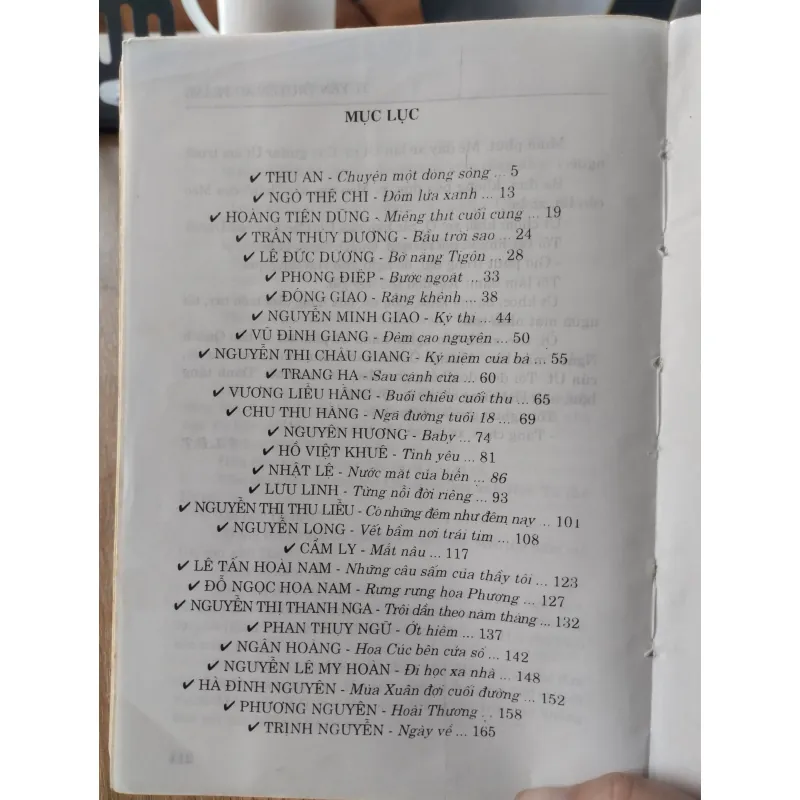 MỤC LỤC
✔ THU AN - Chuyện một dòng sông ... 5
✔ NGÔ THẾ CHI - Đốm lửa xanh ... 13
✔ HOÀNG TIẾN DŨNG - Miếng thịt cuối cùng ... 19
✔ TRẦN THÙY DƯƠNG - Bầu trời sao ... 24
✔ LÊ ĐỨC DƯƠNG - Bờ nắng Tigôn ... 28
✔ PHONG ĐIỆP - Bước ngoặt ... 33
✔ ĐÔNG GIAO - Răng khểnh ... 38
✔ NGUYỄN MINH GIAO - Kỳ thi ... 44
✔ VŨ ĐÌNH GIANG - Đêm cao nguyên ... 50
✔ NGUYỄN THỊ CHÂU GIANG - Kỷ niệm của bà ... 55
✔ TRANG HẠ - Sau cánh cửa ... 60
✔ VƯƠNG LIỄU HẰNG - Buổi chiều cuối thu ... 65
✔ CHU THU HẰNG - Ngã đường tuổi 18 ... 69
✔ NGUYÊN HƯƠNG - Baby ... 74
✔ HỒ VIỆT KHUÊ - Tình yêu ... 81
✔ NHẬT LỆ - Nước mắt của biển ... 86
✔ LƯU LINH - Từng nỗi đời riêng ... 93
✔ NGUYỄN THỊ THU LIỄU - Có những đêm như đêm nay .. 101
✔ NGUYỄN LONG - Vết bầm nơi trái tim ... 108
✔ CẨM LY - Mắt nâu ... 117
✔ LÊ TẤN HOÀI NAM - Những câu sấm của thầy tôi ... 123
✔ ĐỖ NGỌC HOA NAM - Rưng rưng hoa Phượng ... 127
✔ NGUYỄN THỊ THANH NGA - Trôi dần theo năm tháng ... 132
✔ PHAN THỤY NGỮ - Ớt hiểm ... 137
✔ NGÂN HOÀNG - Hoa Cúc bên cửa sổ ... 142
✔ NGUYỄN LÊ MY HOÀN - Đi học xa nhà ... 148
✔ HÀ ĐÌNH NGUYÊN - Mùa Xuân đợi cuối đường ... 152
✔ PHƯƠNG NGUYÊN - Hoài Thương .. 158
✔ TRỊNH NGUYỄN - Ngày về ... 165